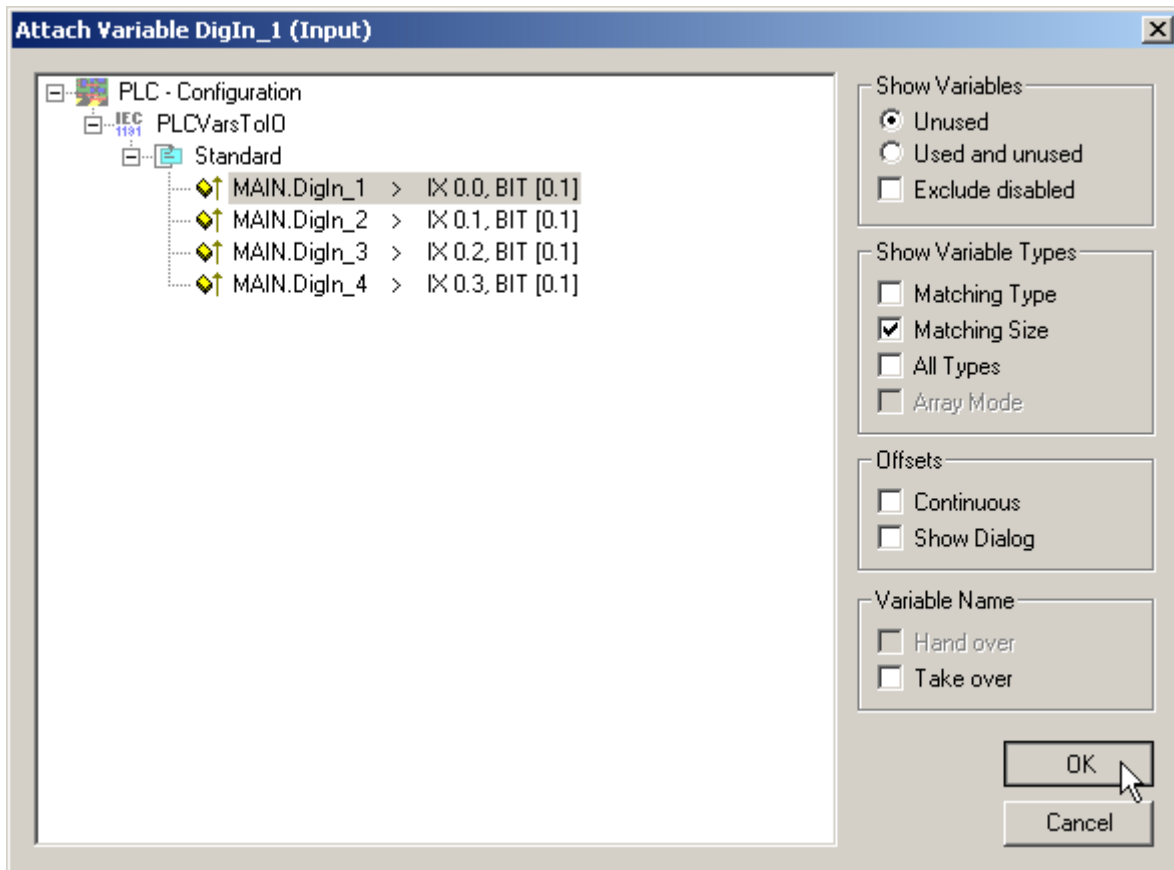 Attach Variable DigIn_1 (Input)
PLC - Configuration
IEC
1131
PLCVarsToIO
Standard
MAIN.DigIn_1 > IX 0.0, BIT [0.1]
MAIN.DigIn_2 > IX 0.1, BIT [0.1]
MAIN.DigIn_3 > IX 0.2, BIT [0.1]
MAIN.DigIn_4 > IX 0.3, BIT [0.1]
Show Variables
Unused
Used and unused
Exclude disabled
Show Variable Types
Matching Type
Matching Size
All Types
Array Mode
Offsets
Continuous
Show Dialog
Variable Name
Hand over
Take over
OK
Cancel